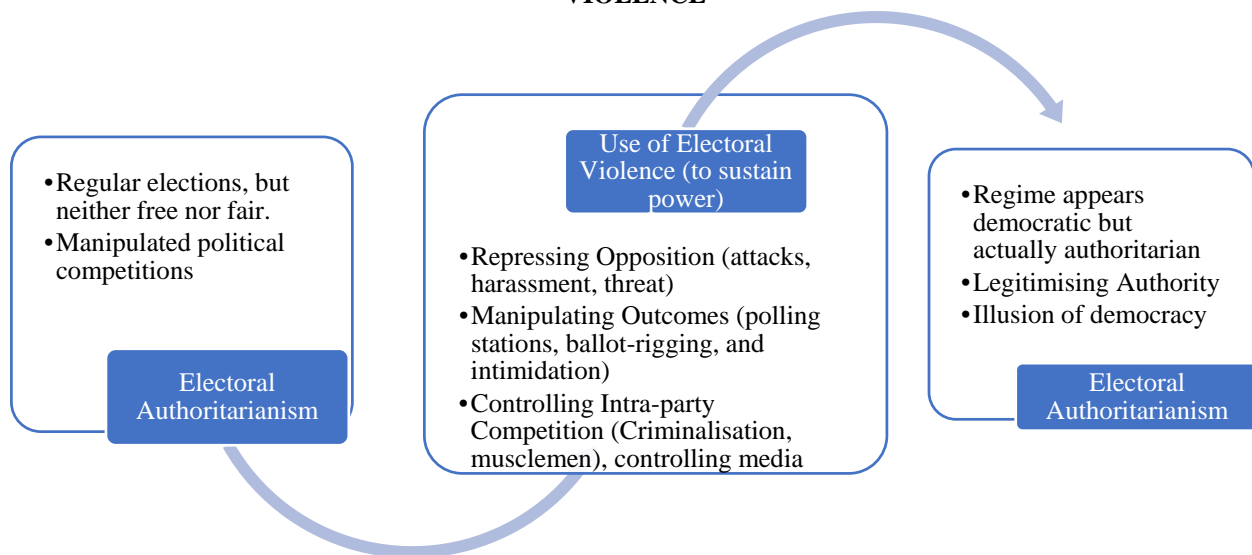 VIOLENCE
•Regular elections, but
neither free nor fair.
•Manipulated political
competitions
Electoral
Authoritarianism
Use of Electoral
Violence (to sustain
power)
•Repressing Opposition (attacks,
harassment, threat)
•Manipulating Outcomes (polling
stations, ballot-rigging, and
intimidation)
•Controlling Intra-party
Competition (Criminalisation,
musclemen), controlling media
•Regime appears
democratic but
actually authoritarian
•Legitimising Authority
•Illusion of democracy
Electoral
Authoritarianism